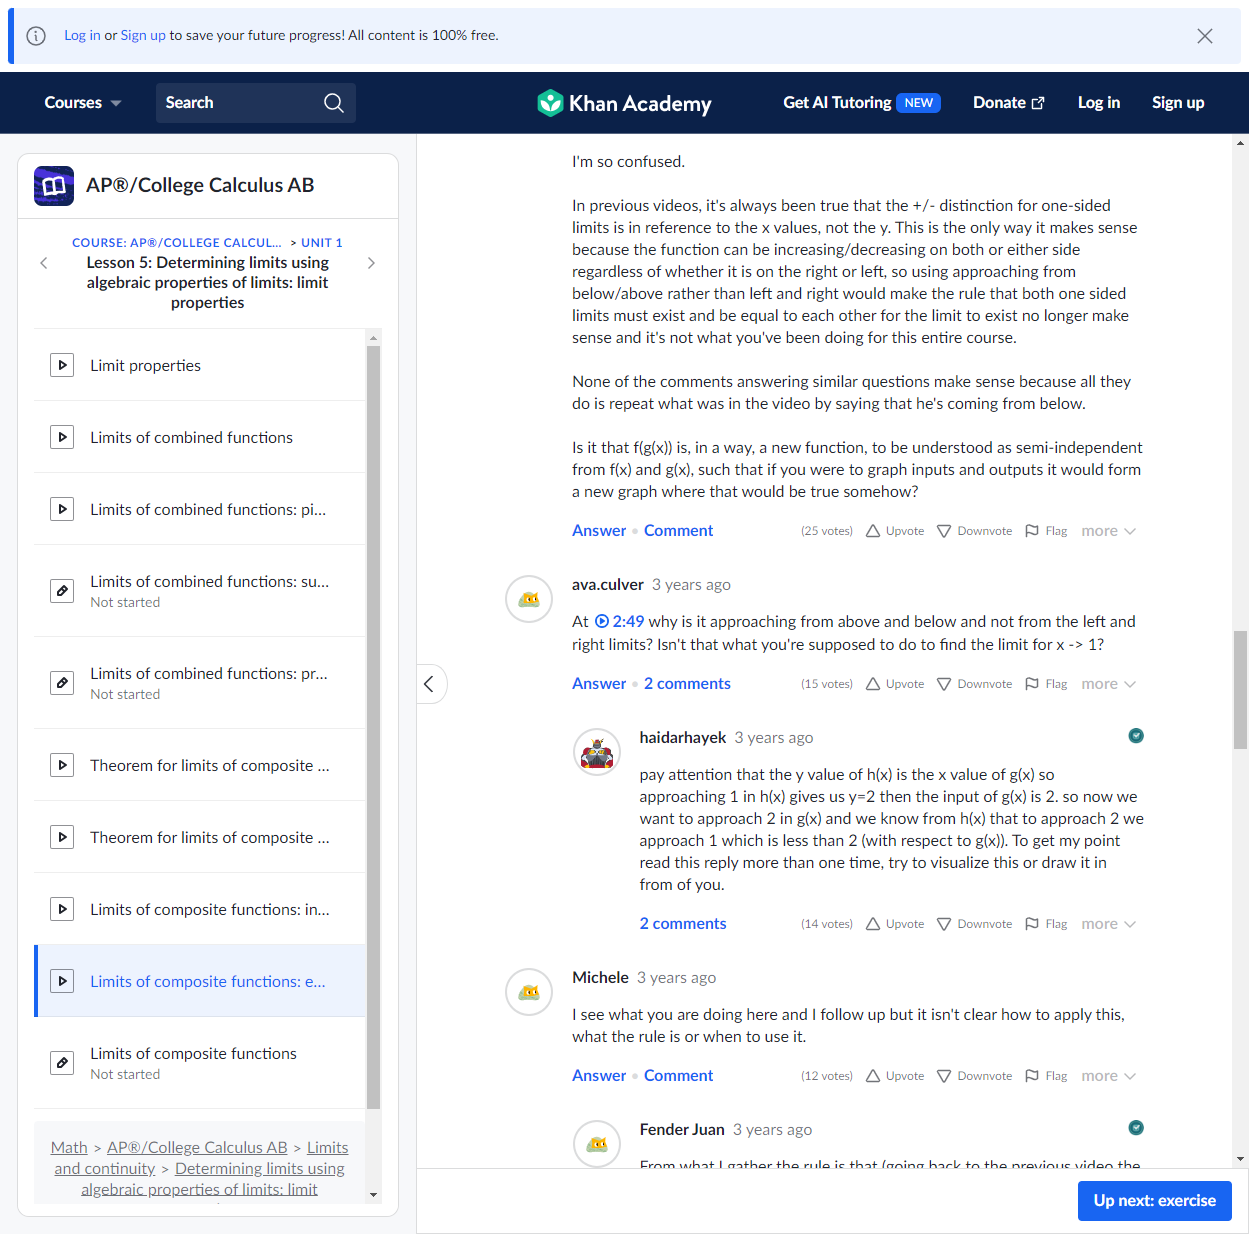 Log in or Sign up to save your future progress! All content is 100% free.
Courses
Search
Khan Academy
Get AI Tutoring NEW
Donate
Log in
Sign up
AP®/College Calculus AB
COURSE: AP®/COLLEGE CALCUL... > UNIT 1
Lesson 5: Determining limits using
algebraic properties of limits: limit
properties
Limit properties
Limits of combined functions
Limits of combined functions: pi...
Limits of combined functions: su...
Not started
Limits of combined functions: pr...
Not started
Theorem for limits of composite ...
Theorem for limits of composite ...
Limits of composite functions: in...
Limits of composite functions: e...
Limits of composite functions
Not started
Math > AP®/College Calculus AB > Limits
and continuity > Determining limits using
algebraic properties of limits: limit
I'm so confused.
In previous videos, it's always been true that the +/- distinction for one-sided
limits is in reference to the x values, not the y. This is the only way it makes sense
because the function can be increasing/decreasing on both or either side
regardless of whether it is on the right or left, so using approaching from
below/above rather than left and right would make the rule that both one sided
limits must exist and be equal to each other for the limit to exist no longer make
sense and it's not what you've been doing for this entire course.
None of the comments answering similar questions make sense because all they
do is repeat what was in the video by saying that he's coming from below.
Is it that f(g(x)) is, in a way, a new function, to be understood as semi-independent
from f(x) and g(x), such that if you were to graph inputs and outputs it would form
a new graph where that would be true somehow?
Answer • Comment (25 votes) Upvote Downvote Flag more
ava.culver 3 years ago
At 2:49 why is it approaching from above and below and not from the left and
right limits? Isn't that what you're supposed to do to find the limit for x -> 1?
Answer • 2 comments (15 votes) Upvote Downvote Flag more
haidarhayek 3 years ago
pay attention that the y value of h(x) is the x value of g(x) so
approaching 1 in h(x) gives us y=2 then the input of g(x) is 2. so now we
want to approach 2 in g(x) and we know from h(x) that to approach 2 we
approach 1 which is less than 2 (with respect to g(x)). To get my point
read this reply more than one time, try to visualize this or draw it in
from of you.
2 comments (14 votes) Upvote Downvote Flag more
Michele 3 years ago
I see what you are doing here and I follow up but it isn't clear how to apply this,
what the rule is or when to use it.
Answer • Comment (12 votes) Upvote Downvote Flag more
Fender Juan 3 years ago
From what I gather the rule is that (going back to the previous video the
Up next: exercise